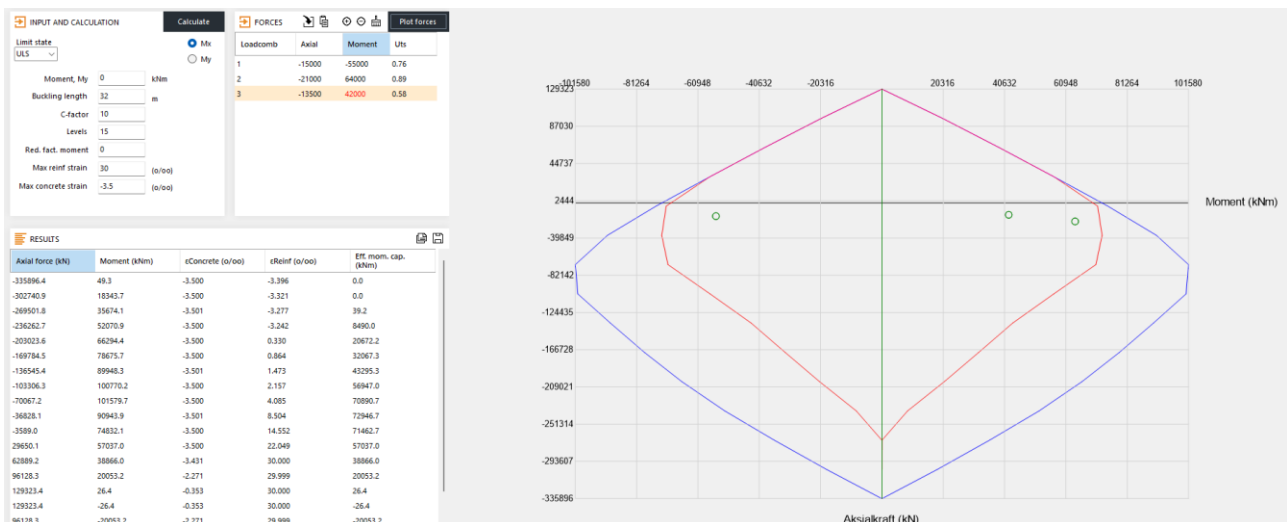 INPUT AND CALCULATION
Calculate
Limit state
ULS
Mx
My
Moment, My 0 kNm
Buckling length 32 m
C-factor 10
Levels 15
Red. fact. moment 0
Max reinf strain 30 (o/oo)
Max concrete strain -3.5 (o/oo)
FORCES
Plot forces
Loadcomb Axial Moment Uts
1 -15000 -55000 0.76
2 -21000 64000 0.89
3 -13500 42000 0.58
RESULTS
Axial force (kN) Moment (kNm) εConcrete (o/oo) εReinf (o/oo) Eff. mom. cap. (kNm)
-335896.4 49.3 -3.500 -3.396 0.0
-302740.9 18343.7 -3.500 -3.321 0.0
-269501.8 35674.1 -3.501 -3.277 39.2
-236262.7 52070.9 -3.500 -3.242 8490.0
-203023.6 66294.4 -3.500 0.330 20672.2
-169784.5 78675.7 -3.500 0.864 32067.3
-136545.4 89948.3 -3.501 1.473 43295.3
-103306.3 100770.2 -3.500 2.157 56947.0
-70067.2 101579.7 -3.500 4.085 70890.7
-36828.1 90943.9 -3.501 8.504 72946.7
-3589.0 74832.1 -3.500 14.552 71462.7
29650.1 57037.0 -3.500 22.049 57037.0
62889.2 38866.0 -3.431 30.000 38866.0
96128.3 20053.2 -2.271 29.999 20053.2
129323.4 26.4 -0.353 30.000 26.4
129323.4 -26.4 -0.353 30.000 -26.4
96128.3 -20053.2 -2.271 29.999 -20053.2
-101580 -81264 -60948 -40632 -20316 20316 40632 60948 81264 101580
129323
87030
44737
2444
Moment (kNm)
-39849
-82142
-124435
-166728
-209021
-251314
-293607
-335896
Aksialkraft (kN)